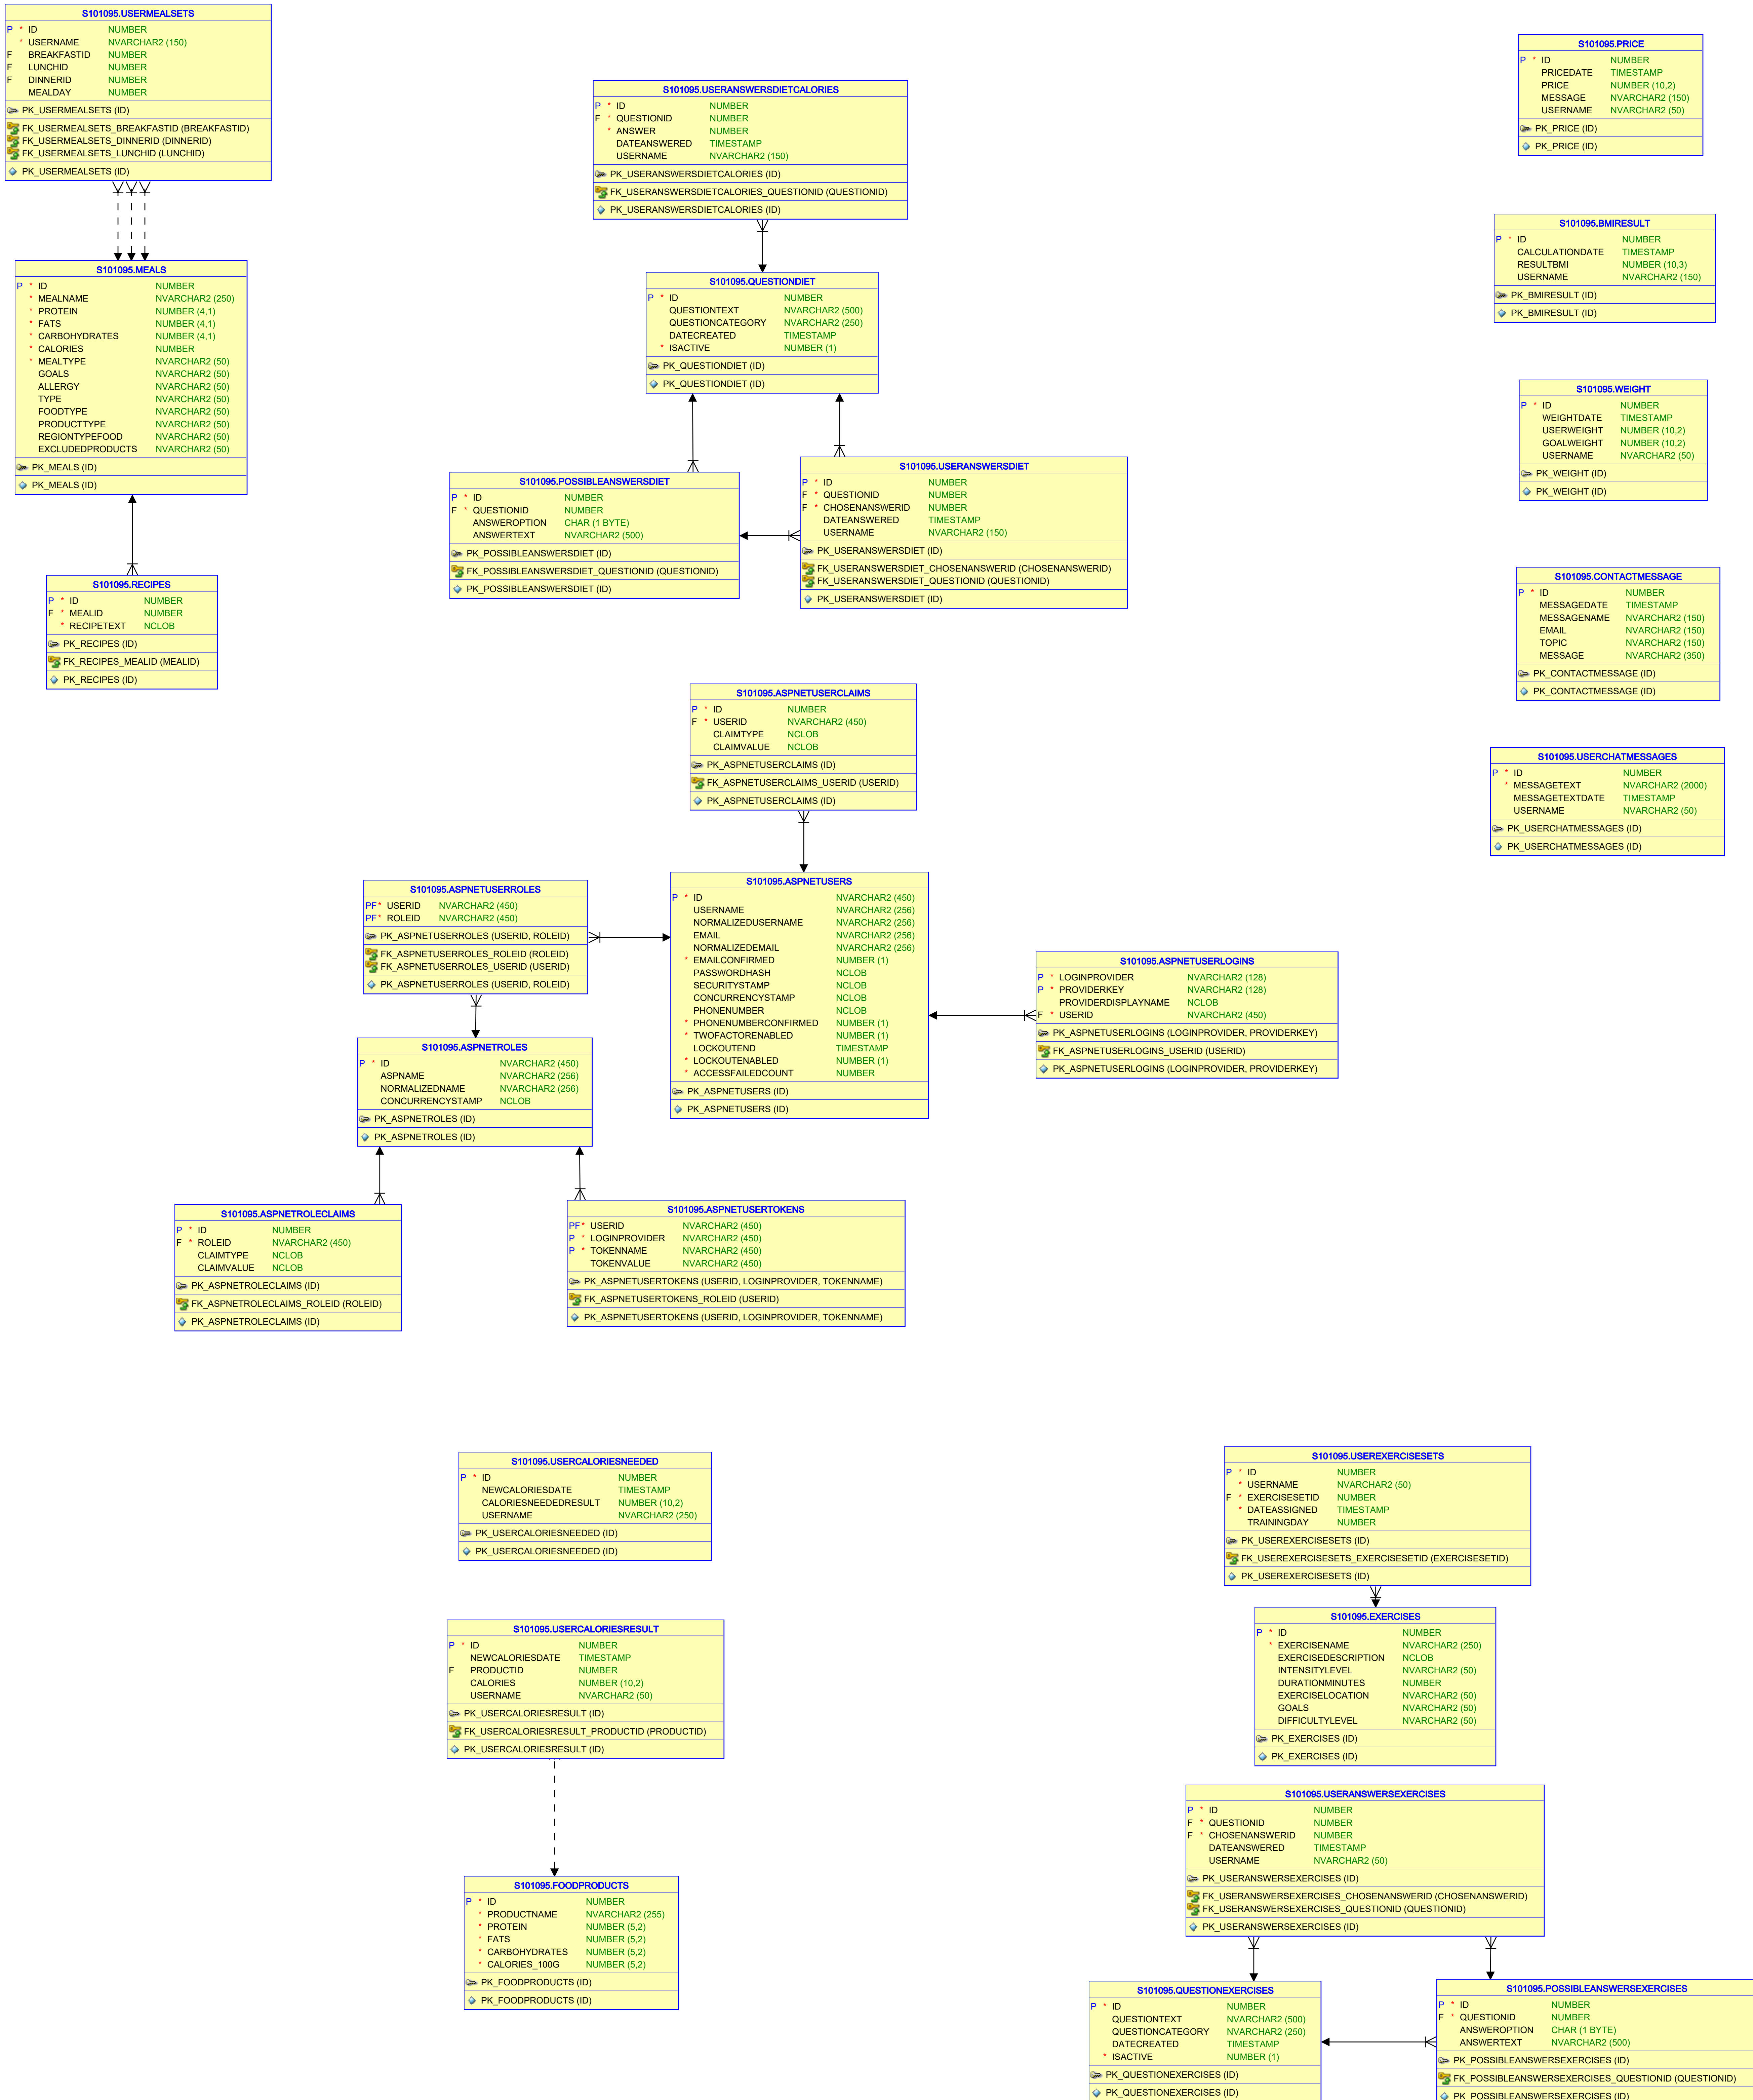 S101095.USERMEALSETS
P * ID NUMBER
* USERNAME NVARCHAR2 (150)
F BREAKFASTID NUMBER
F LUNCHID NUMBER
F DINNERID NUMBER
MEALDAY NUMBER
PK_USERMEALSETS (ID)
FK_USERMEALSETS_BREAKFASTID (BREAKFASTID)
FK_USERMEALSETS_DINNERID (DINNERID)
FK_USERMEALSETS_LUNCHID (LUNCHID)
PK_USERMEALSETS (ID)
S101095.MEALS
P * ID NUMBER
* MEALNAME NVARCHAR2 (250)
* PROTEIN NUMBER (4,1)
* FATS NUMBER (4,1)
* CARBOHYDRATES NUMBER (4,1)
* CALORIES NUMBER
* MEALTYPE NVARCHAR2 (50)
GOALS NVARCHAR2 (50)
ALLERGY NVARCHAR2 (50)
TYPE NVARCHAR2 (50)
FOODTYPE NVARCHAR2 (50)
PRODUCTTYPE NVARCHAR2 (50)
REGIONTYPEFOOD NVARCHAR2 (50)
EXCLUDEDPRODUCTS NVARCHAR2 (50)
PK_MEALS (ID)
PK_MEALS (ID)
S101095.RECIPES
P * ID NUMBER
F * MEALID NUMBER
* RECIPETEXT NCLOB
PK_RECIPES (ID)
FK_RECIPES_MEALID (MEALID)
PK_RECIPES (ID)
S101095.USERANSWERSDIETCALORIES
P * ID NUMBER
F * QUESTIONID NUMBER
* ANSWER NUMBER
DATEANSWERED TIMESTAMP
USERNAME NVARCHAR2 (150)
PK_USERANSWERSDIETCALORIES (ID)
FK_USERANSWERSDIETCALORIES_QUESTIONID (QUESTIONID)
PK_USERANSWERSDIETCALORIES (ID)
S101095.QUESTIONDIET
P * ID NUMBER
QUESTIONTEXT NVARCHAR2 (500)
QUESTIONCATEGORY NVARCHAR2 (250)
DATECREATED TIMESTAMP
* ISACTIVE NUMBER (1)
PK_QUESTIONDIET (ID)
PK_QUESTIONDIET (ID)
S101095.POSSIBLEANSWERSDIET
P * ID NUMBER
F * QUESTIONID NUMBER
ANSWEROPTION CHAR (1 BYTE)
ANSWERTEXT NVARCHAR2 (500)
PK_POSSIBLEANSWERSDIET (ID)
FK_POSSIBLEANSWERSDIET_QUESTIONID (QUESTIONID)
PK_POSSIBLEANSWERSDIET (ID)
S101095.USERANSWERSDIET
P * ID NUMBER
F * QUESTIONID NUMBER
F * CHOSENANSWERID NUMBER
DATEANSWERED TIMESTAMP
USERNAME NVARCHAR2 (150)
PK_USERANSWERSDIET (ID)
FK_USERANSWERSDIET_CHOSENANSWERID (CHOSENANSWERID)
FK_USERANSWERSDIET_QUESTIONID (QUESTIONID)
PK_USERANSWERSDIET (ID)
S101095.PRICE
P * ID NUMBER
PRICEDATE TIMESTAMP
PRICE NUMBER (10,2)
MESSAGE NVARCHAR2 (150)
USERNAME NVARCHAR2 (50)
PK_PRICE (ID)
PK_PRICE (ID)
S101095.BMIRESULT
P * ID NUMBER
CALCULATIONDATE TIMESTAMP
RESULTBMI NUMBER (10,3)
USERNAME NVARCHAR2 (150)
PK_BMIRESULT (ID)
PK_BMIRESULT (ID)
S101095.WEIGHT
P * ID NUMBER
WEIGHTDATE TIMESTAMP
USERWEIGHT NUMBER (10,2)
GOALWEIGHT NUMBER (10,2)
USERNAME NVARCHAR2 (50)
PK_WEIGHT (ID)
PK_WEIGHT (ID)
S101095.CONTACTMESSAGE
P * ID NUMBER
MESSAGEDATE TIMESTAMP
MESSAGENAME NVARCHAR2 (150)
EMAIL NVARCHAR2 (150)
TOPIC NVARCHAR2 (150)
MESSAGE NVARCHAR2 (350)
PK_CONTACTMESSAGE (ID)
PK_CONTACTMESSAGE (ID)
S101095.USERCHATMESSAGES
P * ID NUMBER
* MESSAGETEXT NVARCHAR2 (2000)
MESSAGETEXTDATE TIMESTAMP
USERNAME NVARCHAR2 (50)
PK_USERCHATMESSAGES (ID)
PK_USERCHATMESSAGES (ID)
S101095.ASPNETUSERCLAIMS
P * ID NUMBER
F * USERID NVARCHAR2 (450)
CLAIMTYPE NCLOB
CLAIMVALUE NCLOB
PK_ASPNETUSERCLAIMS (ID)
FK_ASPNETUSERCLAIMS_USERID (USERID)
PK_ASPNETUSERCLAIMS (ID)
S101095.ASPNETUSERROLES
PF* USERID NVARCHAR2 (450)
PF* ROLEID NVARCHAR2 (450)
PK_ASPNETUSERROLES (USERID, ROLEID)
FK_ASPNETUSERROLES_ROLEID (ROLEID)
FK_ASPNETUSERROLES_USERID (USERID)
PK_ASPNETUSERROLES (USERID, ROLEID)
S101095.ASPNETUSERS
P * ID NVARCHAR2 (450)
USERNAME NVARCHAR2 (256)
NORMALIZEDUSERNAME NVARCHAR2 (256)
EMAIL NVARCHAR2 (256)
NORMALIZEDEMAIL NVARCHAR2 (256)
* EMAILCONFIRMED NUMBER (1)
PASSWORDHASH NCLOB
SECURITYSTAMP NCLOB
CONCURRENCYSTAMP NCLOB
PHONENUMBER NCLOB
* PHONENUMBERCONFIRMED NUMBER (1)
* TWOFACTORENABLED NUMBER (1)
LOCKOUTEND TIMESTAMP
* LOCKOUTENABLED NUMBER (1)
* ACCESSFAILEDCOUNT NUMBER
PK_ASPNETUSERS (ID)
PK_ASPNETUSERS (ID)
S101095.ASPNETUSERLOGINS
P * LOGINPROVIDER NVARCHAR2 (128)
P * PROVIDERKEY NVARCHAR2 (128)
PROVIDERDISPLAYNAME NCLOB
F * USERID NVARCHAR2 (450)
PK_ASPNETUSERLOGINS (LOGINPROVIDER, PROVIDERKEY)
FK_ASPNETUSERLOGINS_USERID (USERID)
PK_ASPNETUSERLOGINS (LOGINPROVIDER, PROVIDERKEY)
S101095.ASPNETROLES
P * ID NVARCHAR2 (450)
ASPNAME NVARCHAR2 (256)
NORMALIZEDNAME NVARCHAR2 (256)
CONCURRENCYSTAMP NCLOB
PK_ASPNETROLES (ID)
PK_ASPNETROLES (ID)
S101095.ASPNETROLECLAIMS
P * ID NUMBER
F * ROLEID NVARCHAR2 (450)
CLAIMTYPE NCLOB
CLAIMVALUE NCLOB
PK_ASPNETROLECLAIMS (ID)
FK_ASPNETROLECLAIMS_ROLEID (ROLEID)
PK_ASPNETROLECLAIMS (ID)
S101095.ASPNETUSERTOKENS
PF* USERID NVARCHAR2 (450)
P * LOGINPROVIDER NVARCHAR2 (450)
P * TOKENNAME NVARCHAR2 (450)
TOKENVALUE NVARCHAR2 (450)
PK_ASPNETUSERTOKENS (USERID, LOGINPROVIDER, TOKENNAME)
FK_ASPNETUSERTOKENS_ROLEID (USERID)
PK_ASPNETUSERTOKENS (USERID, LOGINPROVIDER, TOKENNAME)
S101095.USERCALORIESNEEDED
P * ID NUMBER
NEWCALORIESDATE TIMESTAMP
CALORIESNEEDEDRESULT NUMBER (10,2)
USERNAME NVARCHAR2 (250)
PK_USERCALORIESNEEDED (ID)
PK_USERCALORIESNEEDED (ID)
S101095.USERCALORIESRESULT
P * ID NUMBER
NEWCALORIESDATE TIMESTAMP
F PRODUCTID NUMBER
CALORIES NUMBER (10,2)
USERNAME NVARCHAR2 (50)
PK_USERCALORIESRESULT (ID)
FK_USERCALORIESRESULT_PRODUCTID (PRODUCTID)
PK_USERCALORIESRESULT (ID)
S101095.FOODPRODUCTS
P * ID NUMBER
* PRODUCTNAME NVARCHAR2 (255)
* PROTEIN NUMBER (5,2)
* FATS NUMBER (5,2)
* CARBOHYDRATES NUMBER (5,2)
* CALORIES_100G NUMBER (5,2)
PK_FOODPRODUCTS (ID)
PK_FOODPRODUCTS (ID)
S101095.USEREXERCISESETS
P * ID NUMBER
* USERNAME NVARCHAR2 (50)
F * EXERCISESETID NUMBER
* DATEASSIGNED TIMESTAMP
TRAININGDAY NUMBER
PK_USEREXERCISESETS (ID)
FK_USEREXERCISESETS_EXERCISESETID (EXERCISESETID)
PK_USEREXERCISESETS (ID)
S101095.EXERCISES
P * ID NUMBER
* EXERCISENAME NVARCHAR2 (250)
EXERCISEDESCRIPTION NCLOB
INTENSITYLEVEL NVARCHAR2 (50)
DURATIONMINUTES NUMBER
EXERCISELOCATION NVARCHAR2 (50)
GOALS NVARCHAR2 (50)
DIFFICULTYLEVEL NVARCHAR2 (50)
PK_EXERCISES (ID)
PK_EXERCISES (ID)
S101095.USERANSWERSEXERCISES
P * ID NUMBER
F * QUESTIONID NUMBER
F * CHOSENANSWERID NUMBER
DATEANSWERED TIMESTAMP
USERNAME NVARCHAR2 (50)
PK_USERANSWERSEXERCISES (ID)
FK_USERANSWERSEXERCISES_CHOSENANSWERID (CHOSENANSWERID)
FK_USERANSWERSEXERCISES_QUESTIONID (QUESTIONID)
PK_USERANSWERSEXERCISES (ID)
S101095.QUESTIONEXERCISES
P * ID NUMBER
QUESTIONTEXT NVARCHAR2 (500)
QUESTIONCATEGORY NVARCHAR2 (250)
DATECREATED TIMESTAMP
* ISACTIVE NUMBER (1)
PK_QUESTIONEXERCISES (ID)
PK_QUESTIONEXERCISES (ID)
S101095.POSSIBLEANSWERSEXERCISES
P * ID NUMBER
F * QUESTIONID NUMBER
ANSWEROPTION CHAR (1 BYTE)
ANSWERTEXT NVARCHAR2 (500)
PK_POSSIBLEANSWERSEXERCISES (ID)
FK_POSSIBLEANSWERSEXERCISES_QUESTIONID (QUESTIONID)
PK_POSSIBLEANSWERSEXERCISES (ID)